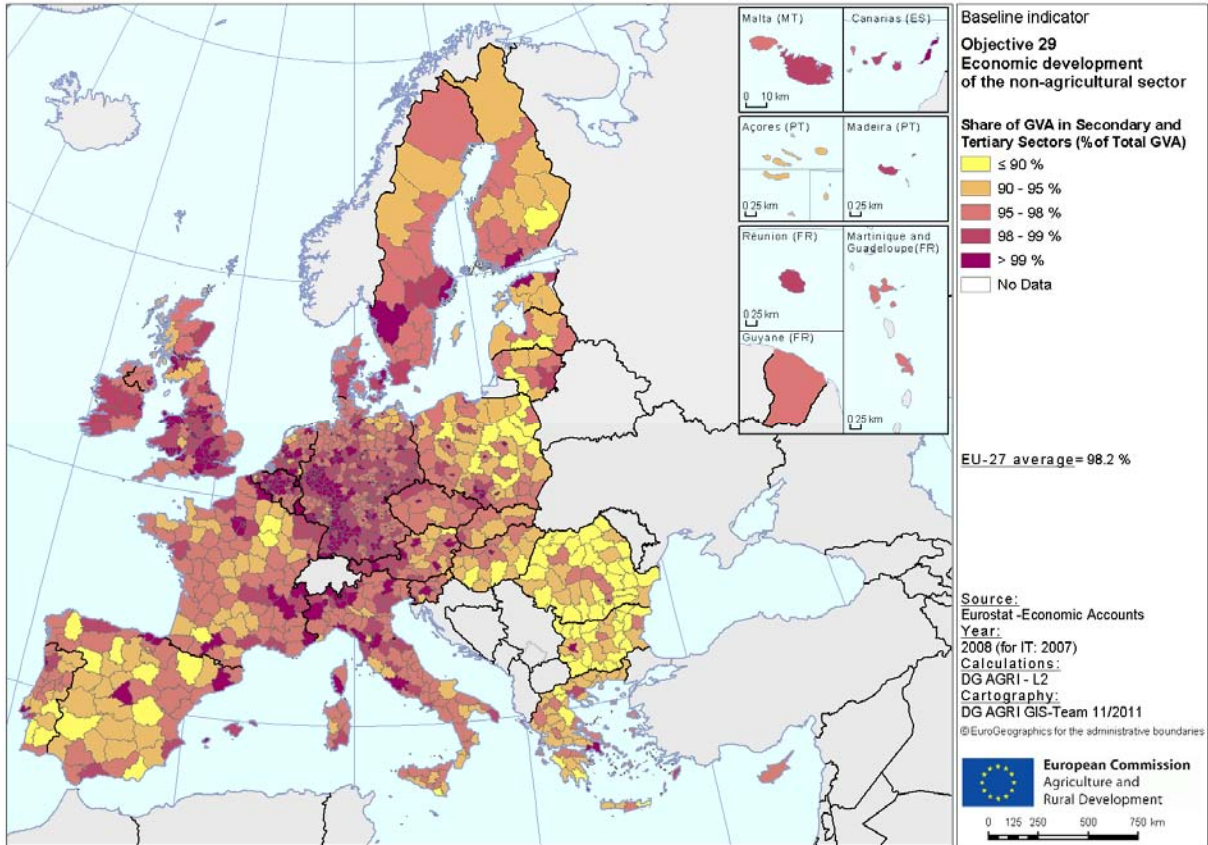 Malta (MT)
0 10 km
Canarias (ES)
0 25 km
Açores (PT)
0 25 km
Madeira (PT)
0 25 km
Réunion (FR)
0 25 km
Martinique and
Guadeloupe(FR)
0 25 km
Guyane (FR)
Baseline indicator
Objective 29
Economic development
of the non-agricultural sector
Share of GVA in Secondary and
Tertiary Sectors (% of Total GVA)
≤ 90 %
90 - 95 %
95 - 98 %
98 - 99 %
> 99 %
No Data
EU-27 average= 98.2 %
Source:
Eurostat -Economic Accounts
Year:
2008 (for IT: 2007)
Calculations:
DG AGRI - L2
Cartography:
DG AGRI GIS-Team 11/2011
© EuroGeographics for the administrative boundaries
European Commission
Agriculture and
Rural Development
0 125 250 500 750 km